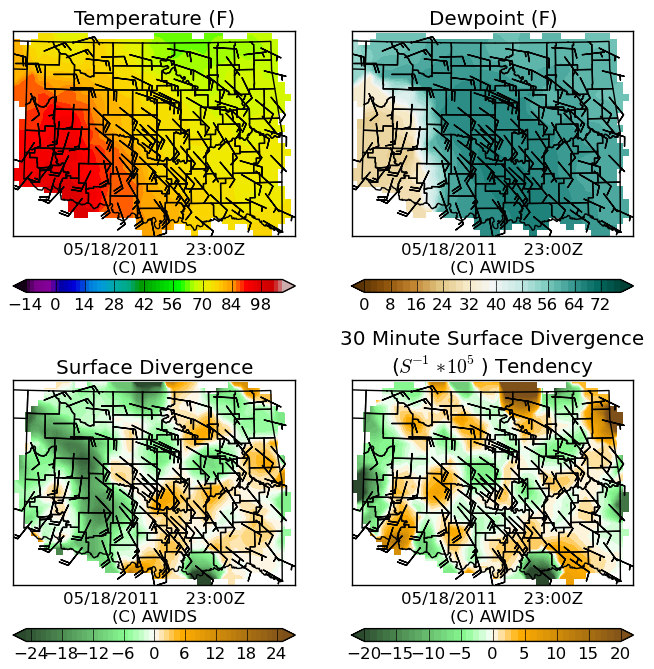 Temperature (F)
Dewpoint (F)
05/18/2011 23:00Z
(C) AWIDS
05/18/2011 23:00Z
(C) AWIDS
−14 0 14 28 42 56 70 84 98
0 8 16 24 32 40 48 56 64 72
Surface Divergence
30 Minute Surface Divergence
(S⁻¹ *10⁵ ) Tendency
05/18/2011 23:00Z
(C) AWIDS
05/18/2011 23:00Z
(C) AWIDS
−24 −18 −12 −6 0 6 12 18 24
−20 −15 −10 −5 0 5 10 15 20